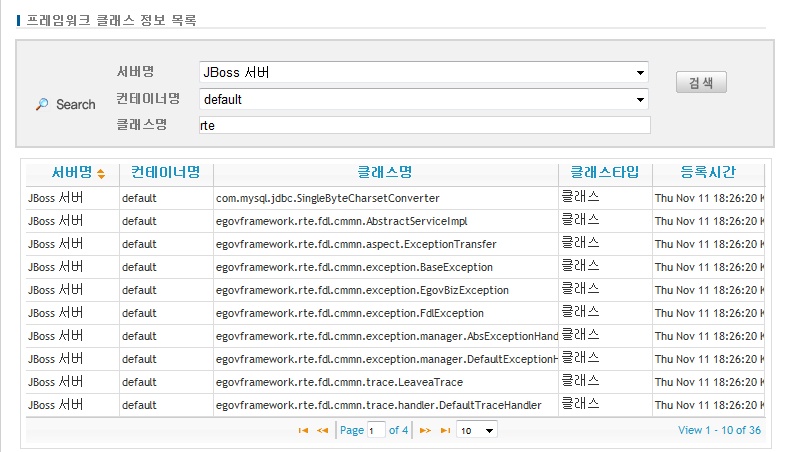 프레임워크 클래스 정보 목록
서버명 JBoss 서버
검색
Search
컨테이너명 default
클래스명 rte
서버명 컨테이너명 클래스명 클래스타입 등록시간
JBoss 서버 default com.mysql.jdbc.SingleByteCharsetConverter 클래스 Thu Nov 11 18:26:20 K
JBoss 서버 default egovframework.rte.fdl.cmmn.AbstractServiceImpl 클래스 Thu Nov 11 18:26:20 K
JBoss 서버 default egovframework.rte.fdl.cmmn.aspect.ExceptionTransfer 클래스 Thu Nov 11 18:26:20 K
JBoss 서버 default egovframework.rte.fdl.cmmn.exception.BaseException 클래스 Thu Nov 11 18:26:20 K
JBoss 서버 default egovframework.rte.fdl.cmmn.exception.EgovBizException 클래스 Thu Nov 11 18:26:20 K
JBoss 서버 default egovframework.rte.fdl.cmmn.exception.FdlException 클래스 Thu Nov 11 18:26:20 K
JBoss 서버 default egovframework.rte.fdl.cmmn.exception.manager.AbsExceptionHand 클래스 Thu Nov 11 18:26:20 K
JBoss 서버 default egovframework.rte.fdl.cmmn.exception.manager.DefaultExceptionH 클래스 Thu Nov 11 18:26:20 K
JBoss 서버 default egovframework.rte.fdl.cmmn.trace.LeaveaTrace 클래스 Thu Nov 11 18:26:20 K
JBoss 서버 default egovframework.rte.fdl.cmmn.trace.handler.DefaultTraceHandler 클래스 Thu Nov 11 18:26:20 K
Page 1 of 4 10 View 1 - 10 of 36